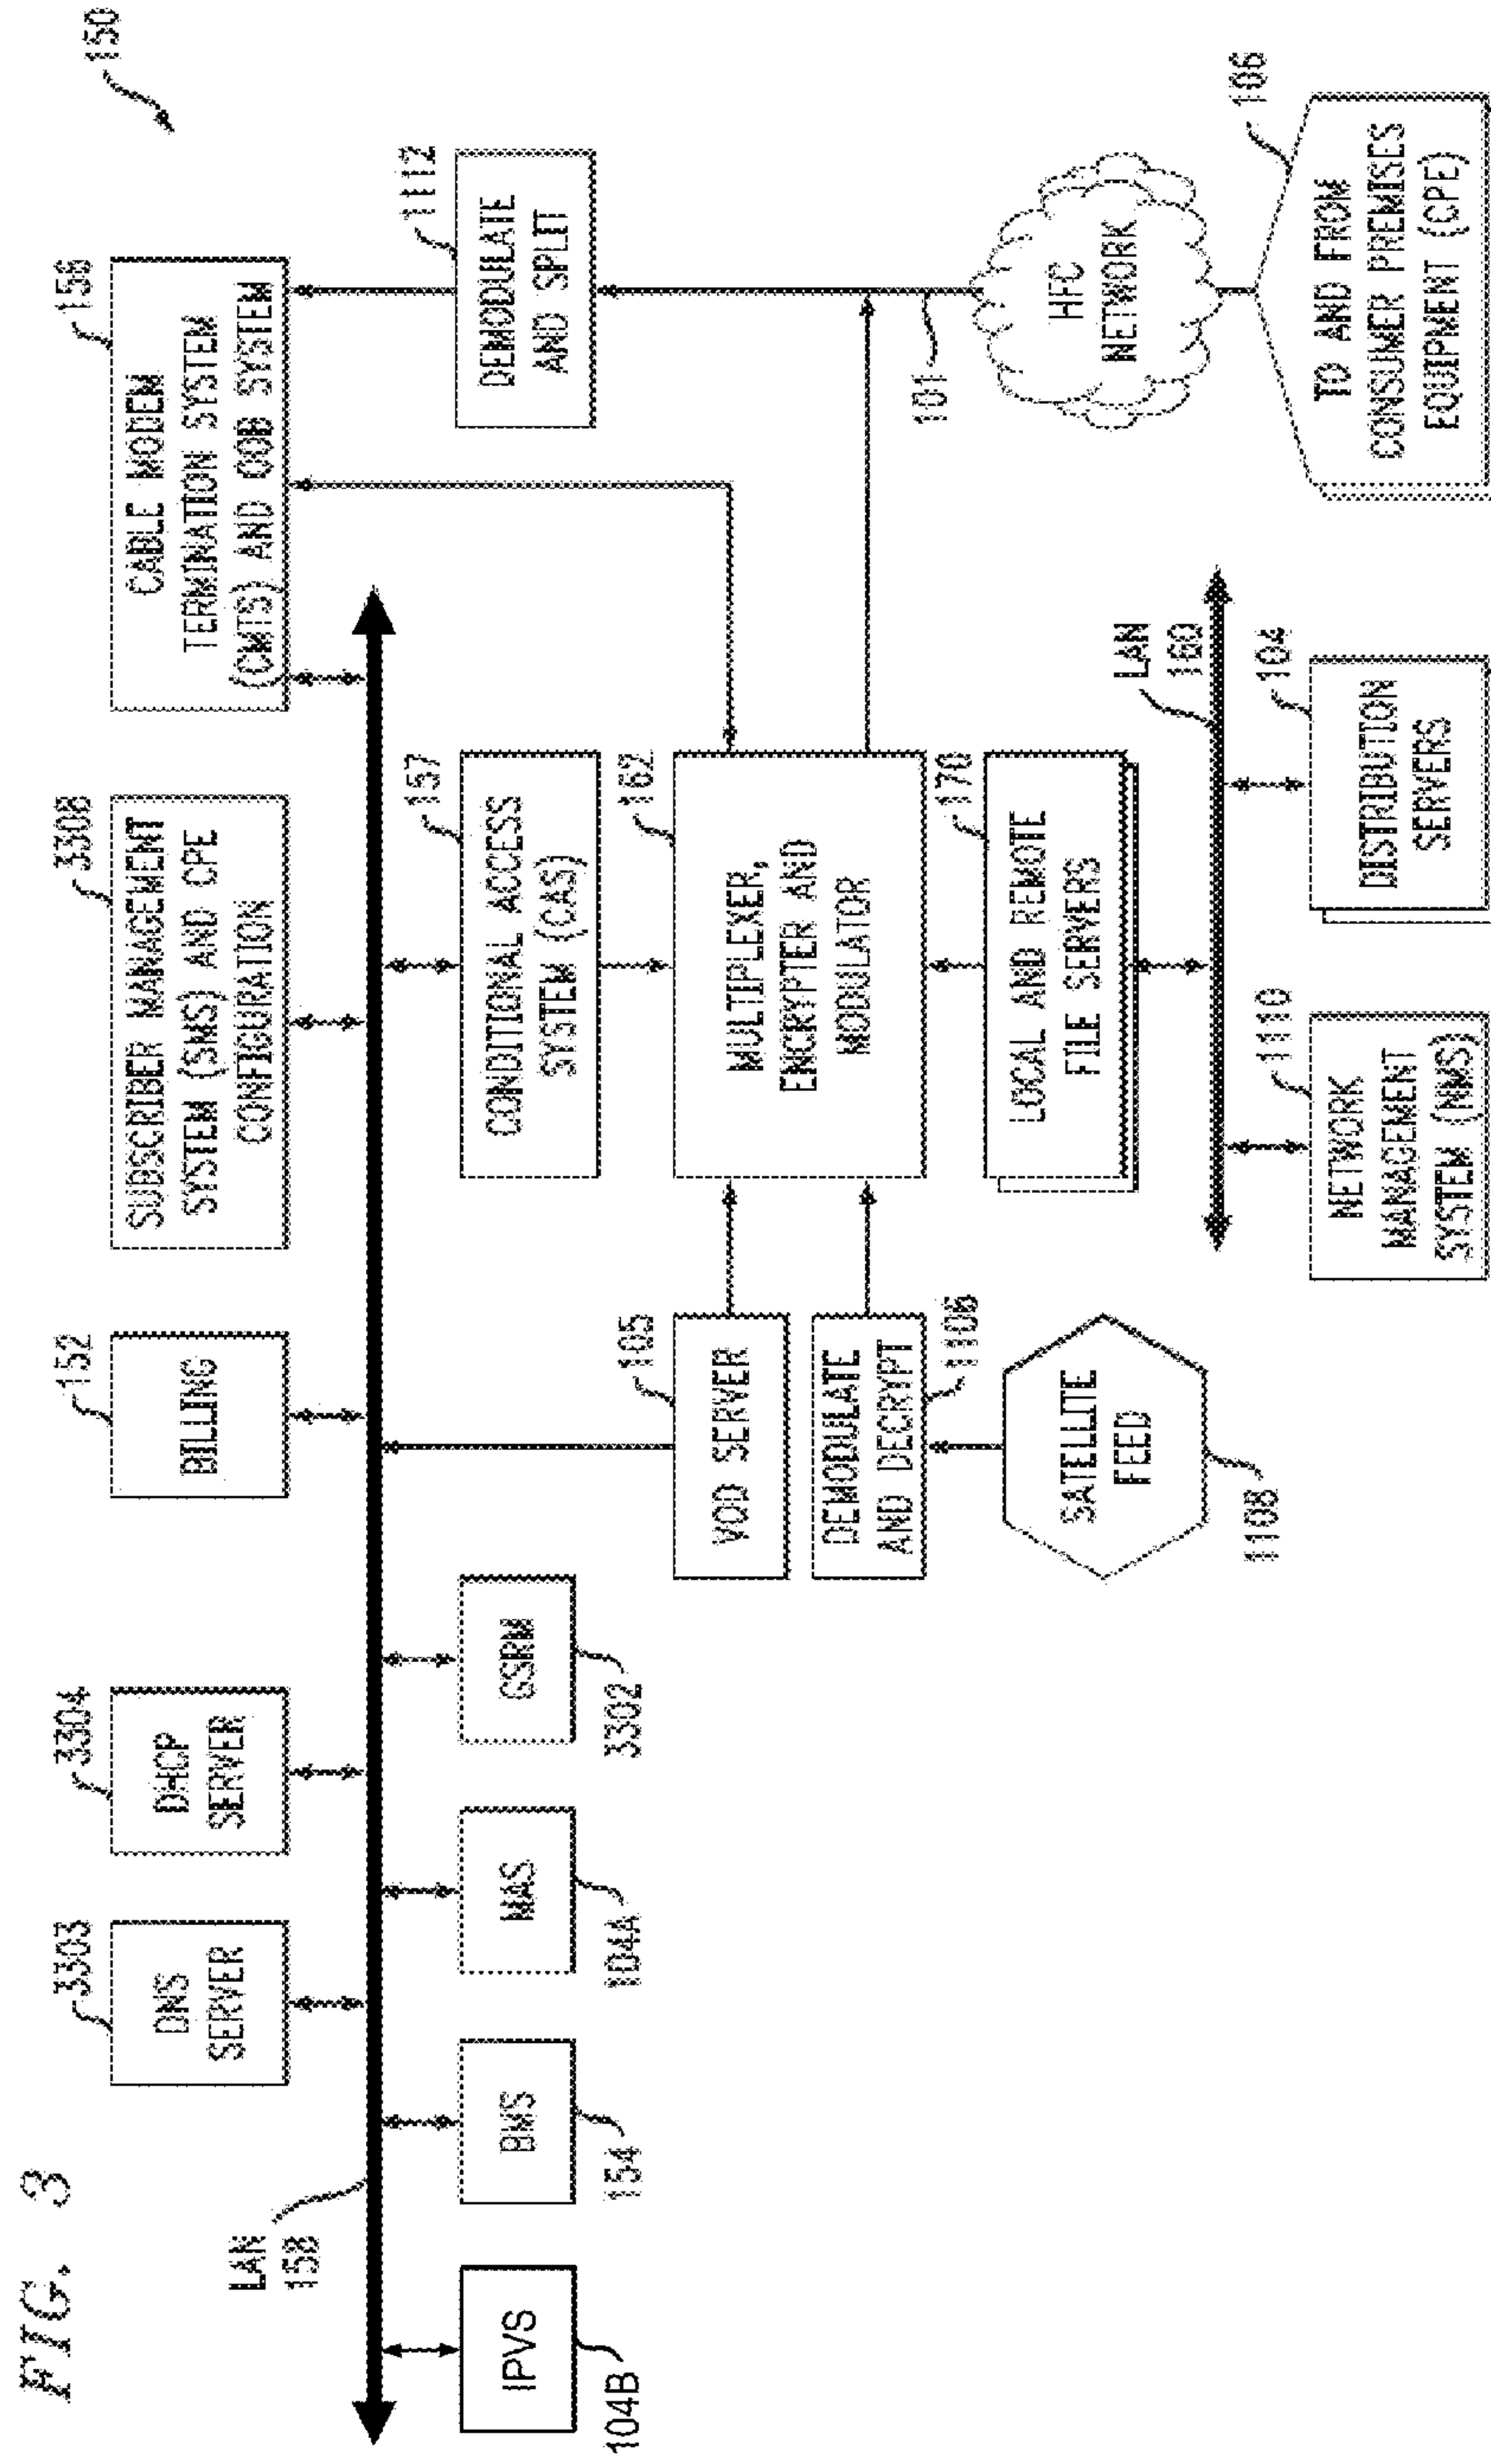 FIG. 3
150
3303
DNS
SERVER
3304
DHCP
SERVER
152
BILLING
3308
SUBSCRIBER MANAGEMENT
SYSTEM (SMS) AND CPE
CONFIGURATION
156
CABLE MODEM
TERMINATION SYSTEM
(CMTS) AND OOB SYSTEM
LAN
158
IPVS
104B
BMS
154
MAS
104A
GSRM
3302
157
CONDITIONAL ACCESS
SYSTEM (CAS)
1112
DEMODULATE
AND SPLIT
105
VOD SERVER
162
MULTIPLEXER,
ENCRYPTER AND
MODULATOR
DEMODULATE
AND DECRYPT
1106
SATELLITE
FEED
1108
170
LOCAL AND REMOTE
FILE SERVERS
101
HFC
NETWORK
LAN
160
1110
NETWORK
MANAGEMENT
SYSTEM (NMS)
104
DISTRIBUTION
SERVERS
106
TO AND FROM
CONSUMER PREMISES
EQUIPMENT (CPE)